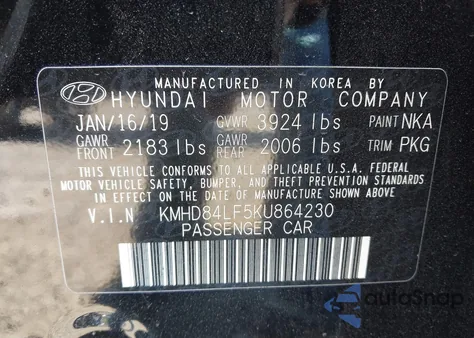 MANUFACTURED IN KOREA BY
HYUNDAI MOTOR COMPANY
JAN/16/19 GVWR 3924 lbs PAINT NKA
GAWR FRONT 2183 lbs GAWR REAR 2006 lbs TRIM PKG
THIS VEHICLE CONFORMS TO ALL APPLICABLE U.S.A. FEDERAL
MOTOR VEHICLE SAFETY, BUMPER, AND THEFT PREVENTION STANDARDS
IN EFFECT ON THE DATE OF MANUFACTURE SHOWN ABOVE.
V.I.N KMHD84LF5KU864230
PASSENGER CAR
autoSnap